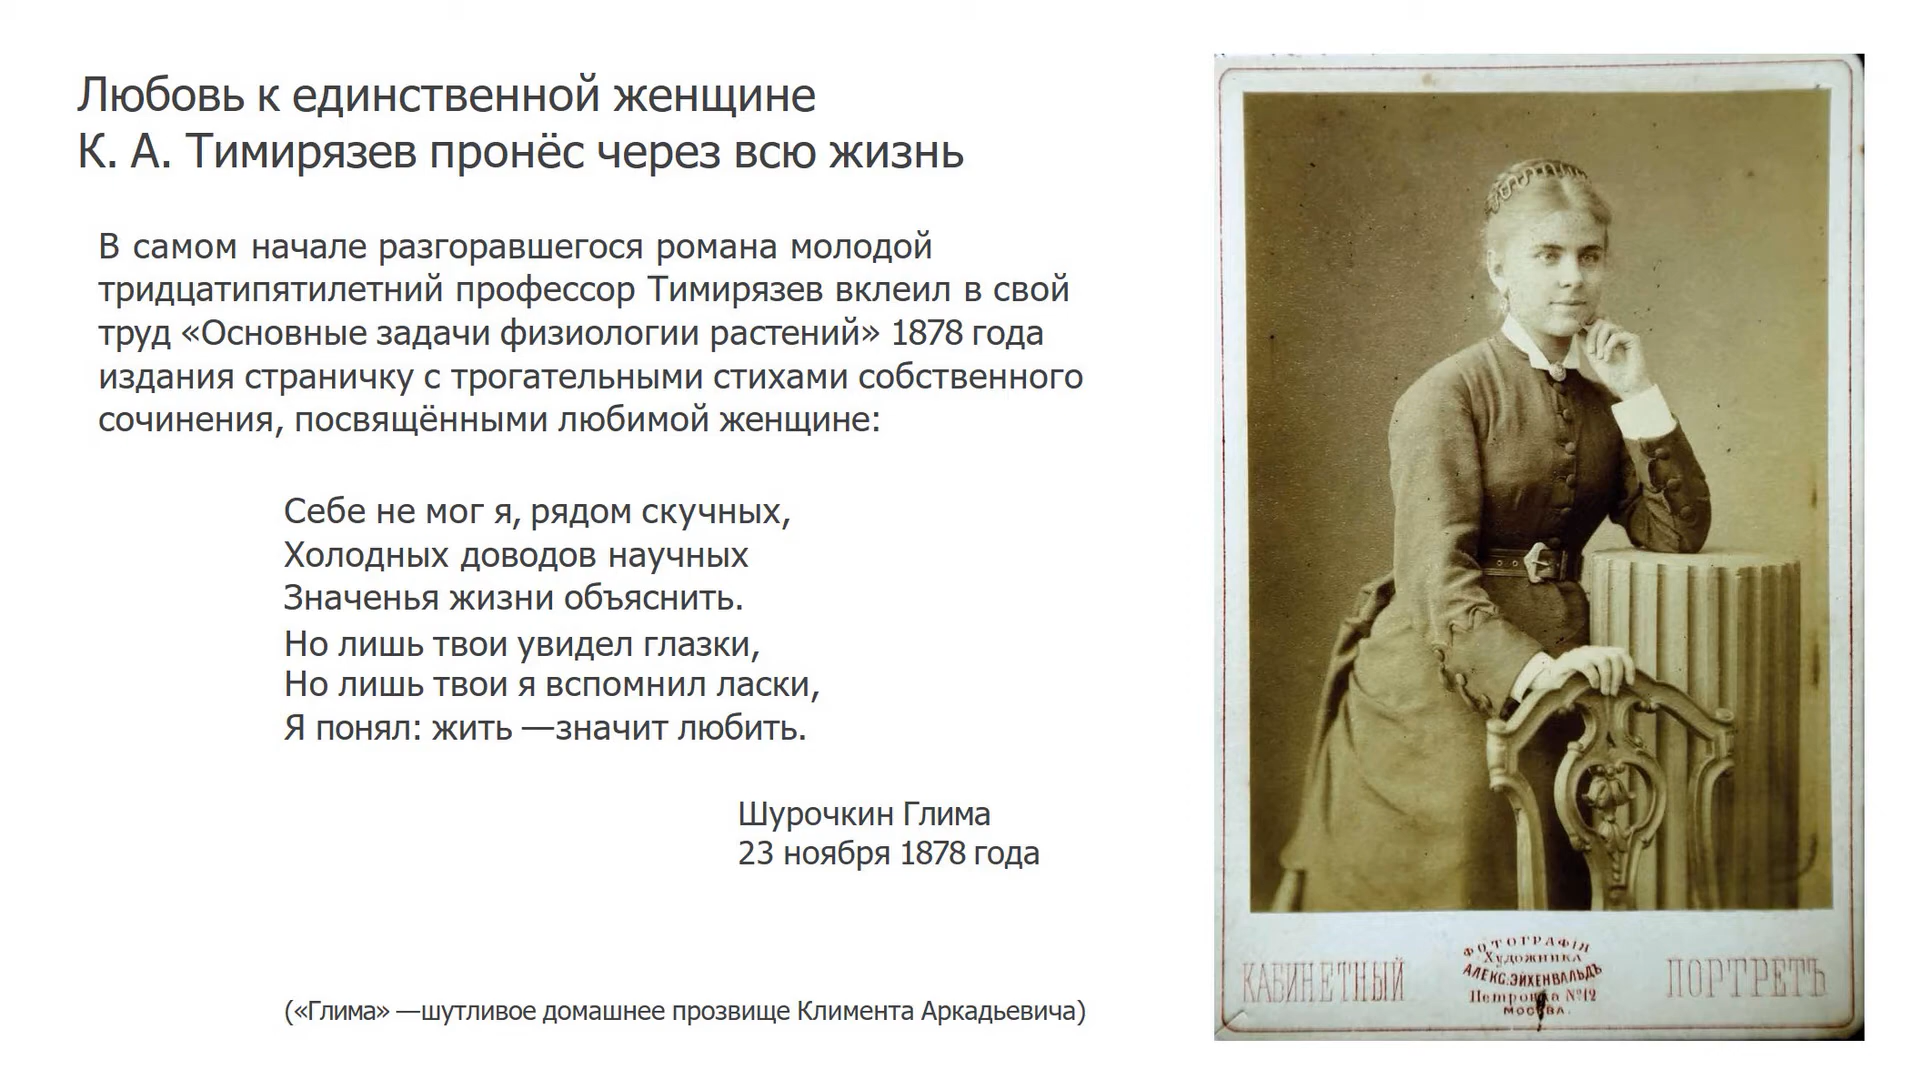 Любовь к единственной женщине
К. А. Тимирязев пронёс через всю жизнь
В самом начале разгоравшегося романа молодой
тридцатипятилетний профессор Тимирязев вклеил в свой
труд «Основные задачи физиологии растений» 1878 года
издания страничку с трогательными стихами собственного
сочинения, посвящёнными любимой женщине:
Себе не мог я, рядом скучных,
Холодных доводов научных
Значенья жизни объяснить.
Но лишь твои увидел глазки,
Но лишь твои я вспомнил ласки,
Я понял: жить —значит любить.
Шурочкин Глима
23 ноября 1878 года
(«Глима» —шутливое домашнее прозвище Климента Аркадьевича)
КАБИНЕТНЫЙ
ФОТОГРАФІЯ
Художника
АЛЕКС.ЭЙХЕНВАЛЬДЪ
Петровка №12
МОСКВА.
ПОРТРЕТЪ